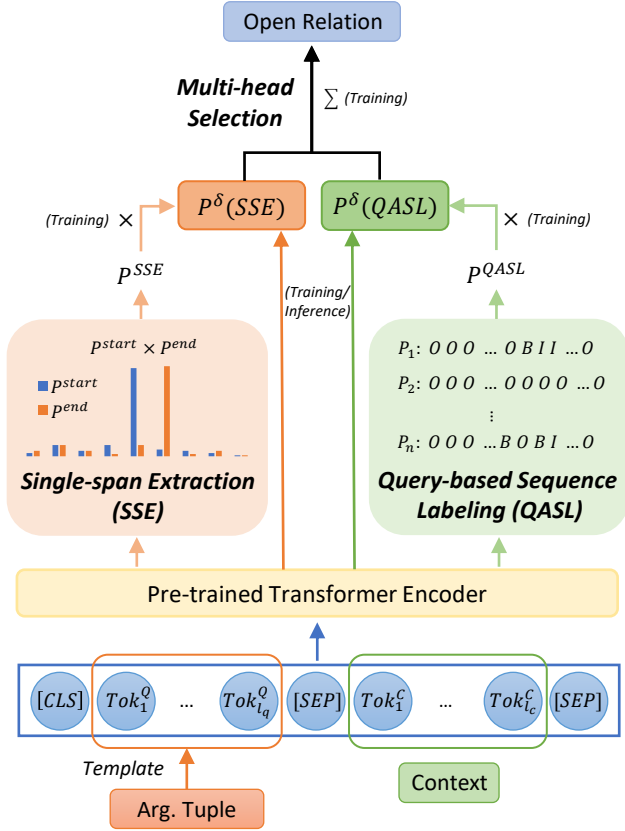 Open Relation
Multi-head
Selection
∑ (Training)
P^δ(SSE)
P^δ(QASL)
(Training) ×
× (Training)
P^SSE
(Training/
Inference)
P^QASL
P^start × P^end
P^start
P^end
Single-span Extraction
(SSE)
P_1: O O O ... O B I I ... O
P_2: O O O ... O O O O ... O
⋮
P_n: O O O ... B O B I ... O
Query-based Sequence
Labeling (QASL)
Pre-trained Transformer Encoder
[CLS] Tok_1^Q ... Tok_{l_q}^Q [SEP] Tok_1^C ... Tok_{l_c}^C [SEP]
Template
Arg. Tuple
Context